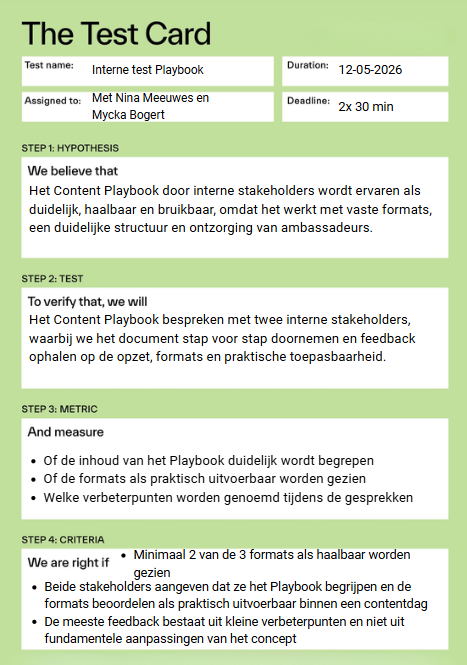 The Test Card
Test name: Interne test Playbook
Duration: 12-05-2026
Assigned to: Met Nina Meeuwes en
Mycka Bogert
Deadline: 2x 30 min
STEP 1: HYPOTHESIS
We believe that
Het Content Playbook door interne stakeholders wordt ervaren als
duidelijk, haalbaar en bruikbaar, omdat het werkt met vaste formats,
een duidelijke structuur en ontzorging van ambassadeurs.
STEP 2: TEST
To verify that, we will
Het Content Playbook bespreken met twee interne stakeholders,
waarbij we het document stap voor stap doornemen en feedback
ophalen op de opzet, formats en praktische toepasbaarheid.
STEP 3: METRIC
And measure
• Of de inhoud van het Playbook duidelijk wordt begrepen
• Of de formats als praktisch uitvoerbaar worden gezien
• Welke verbeterpunten worden genoemd tijdens de gesprekken
STEP 4: CRITERIA
We are right if
• Minimaal 2 van de 3 formats als haalbaar worden
gezien
• Beide stakeholders aangeven dat ze het Playbook begrijpen en de
formats beoordelen als praktisch uitvoerbaar binnen een contentdag
• De meeste feedback bestaat uit kleine verbeterpunten en niet uit
fundamentele aanpassingen van het concept